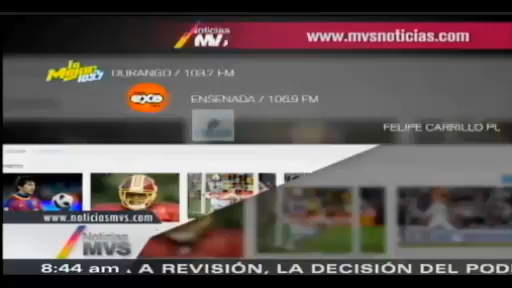 Noticias
MVS
www.mvsnoticias.com
La Mejor 103.7 DURANGO / 103.7 FM
exa ENSENADA / 106.9 FM
FELIPE CARRILLO PU
www.noticiasmvs.com
Noticias
MVS
8:44 am A REVISIÓN, LA DECISIÓN DEL POD